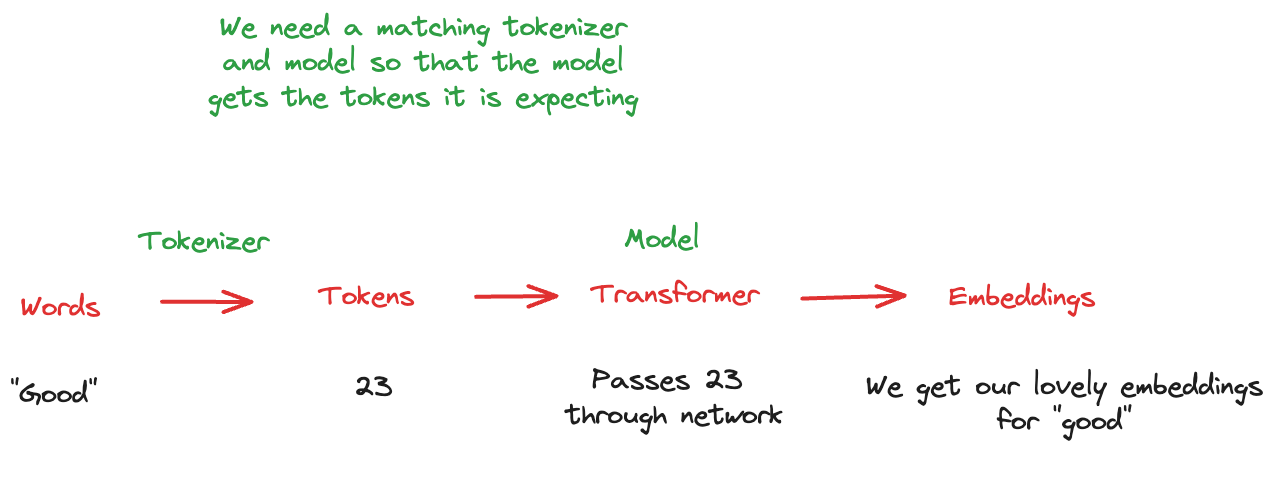 We need a matching tokenizer
and model so that the model
gets the tokens it is expecting
Tokenizer
Model
Words
Tokens
Transformer
Embeddings
"Good"
23
Passes 23
through network
We get our lovely embeddings
for "good"